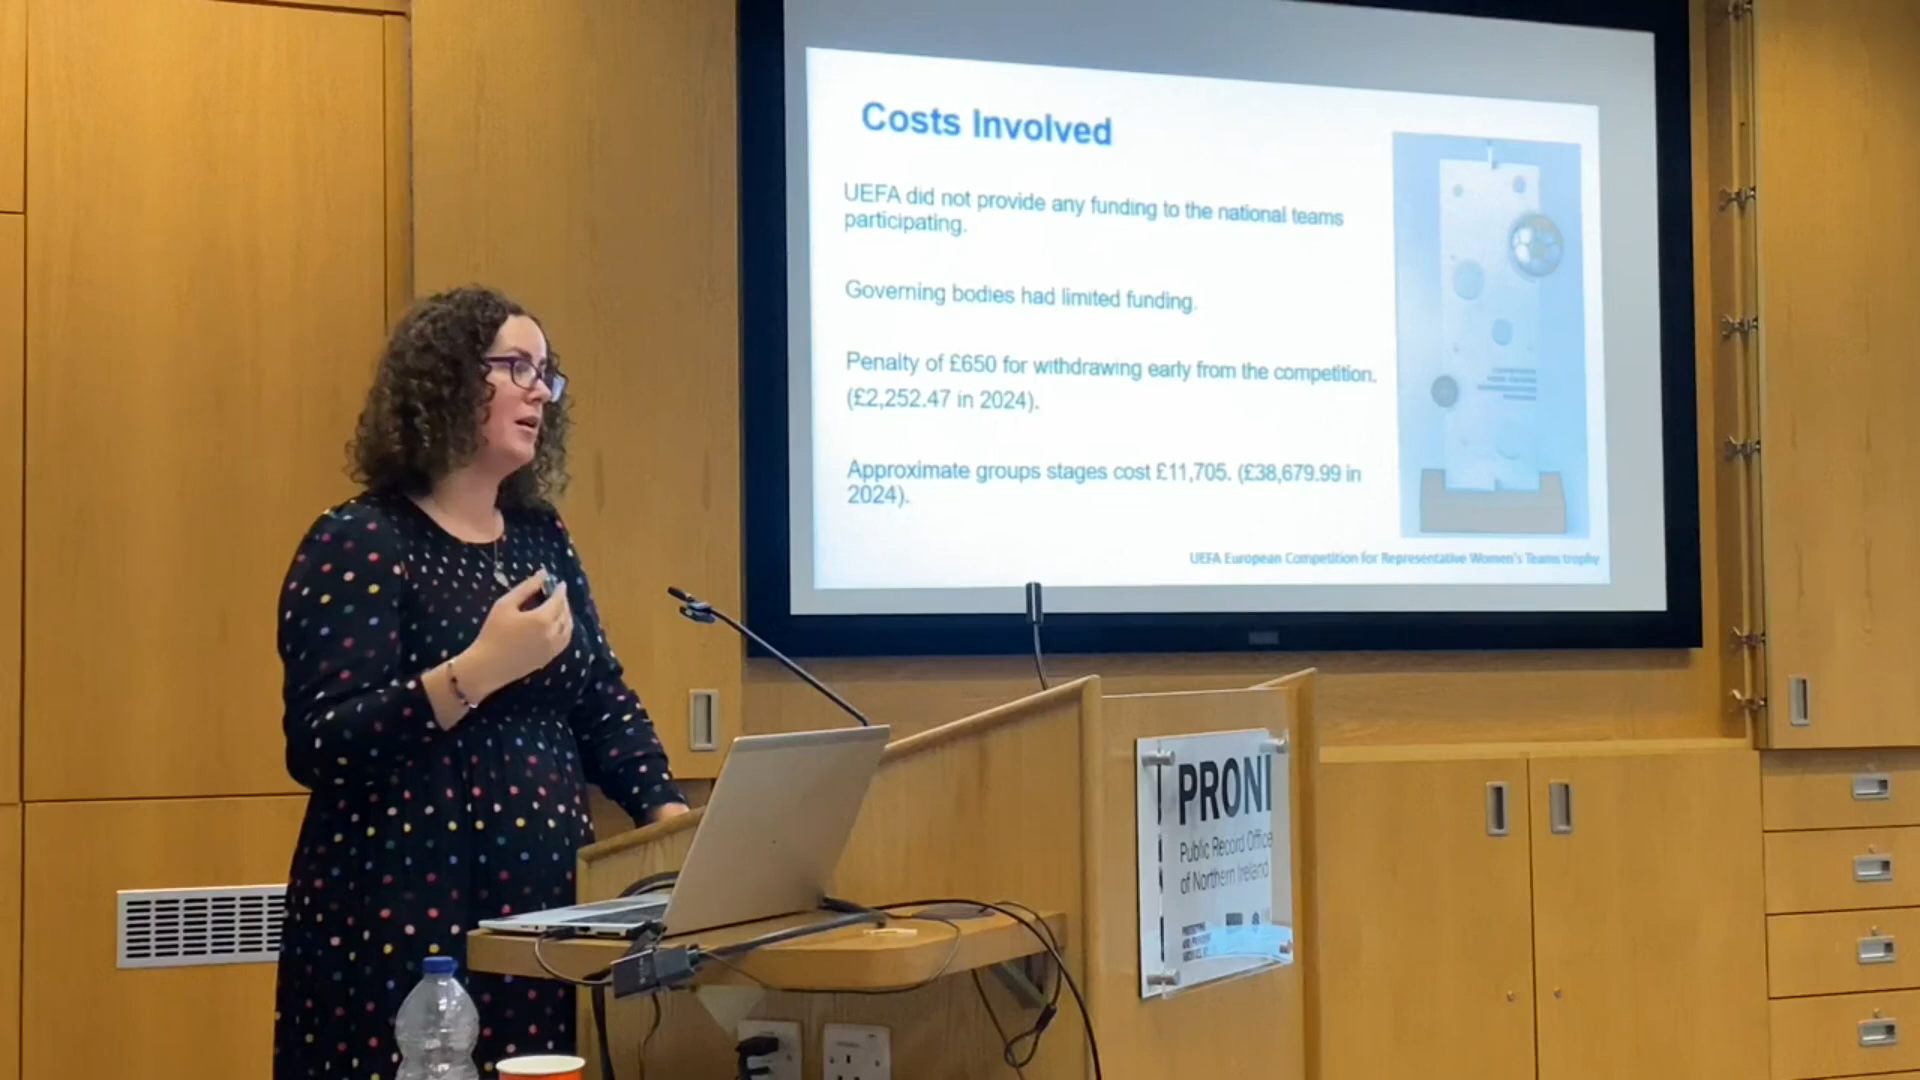 Costs Involved
UEFA did not provide any funding to the national teams
participating.
Governing bodies had limited funding.
Penalty of £650 for withdrawing early from the competition.
(£2,252.47 in 2024).
Approximate groups stages cost £11,705. (£38,679.99 in
2024).
UEFA European Competition for Representative Women's Teams trophy
PRONI
Public Record Office
of Northern Ireland